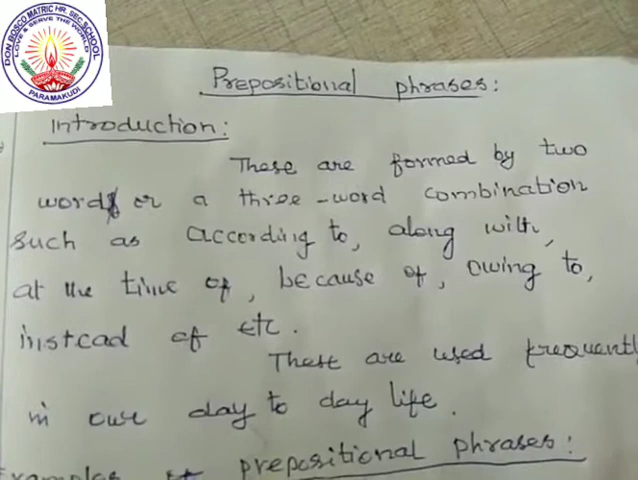 DON BOSCO MATRIC HR. SEC. SCHOOL
LOVE & SERVE THE WORLD
PARAMAKUDI
Prepositional phrases:
Introduction:
These are formed by two
word or a three-word combination
such as according to, along with,
at the time of, because of, owing to,
instead of etc.
These are used frequently
in our day to day life.
Examples prepositional phrases: